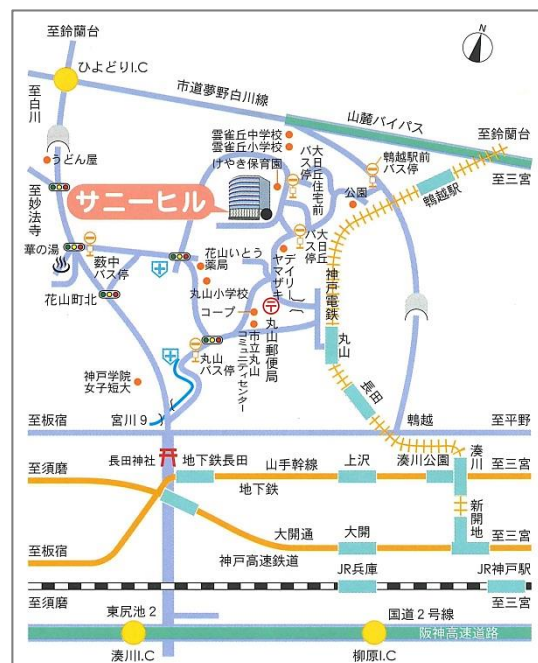 至鈴蘭台
N
ひよどりI.C
市道夢野白川線
山麓バイパス
至鈴蘭台
至三宮
至白川
うどん屋
至妙法寺
雲雀丘中学校
雲雀丘小学校
けやき保育園
大日丘住宅前
バス停
鵯越駅前
バス停
公園
鵯越駅
サニーヒル
華の湯
薮中
バス停
花山いとう
薬局
大日丘
バス停
デイリー
ヤマザキ
花山町北
丸山小学校
コープ
神戸電鉄
丸山
丸山郵便局
市立丸山
コミュニティセンター
丸山
バス停
長田
神戸学院
女子短大
宮川9
鵯越
至板宿
至平野
長田神社
地下鉄長田
山手幹線
上沢
湊川公園
湊川
至須磨
地下鉄
至三宮
新開地
大開通
大開
至三宮
至板宿
神戸高速鉄道
JR兵庫
JR神戸駅
至須磨
至三宮
東尻池2
国道2号線
阪神高速道路
湊川I.C
柳原I.C